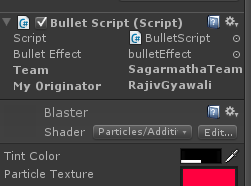 Bullet Script (Script)
Script BulletScript
Bullet Effect bulletEffect
Team SagarmathaTeam
My Originator RajivGyawali
Blaster
Shader Particles/Additi Edit...
Tint Color
Particle Texture